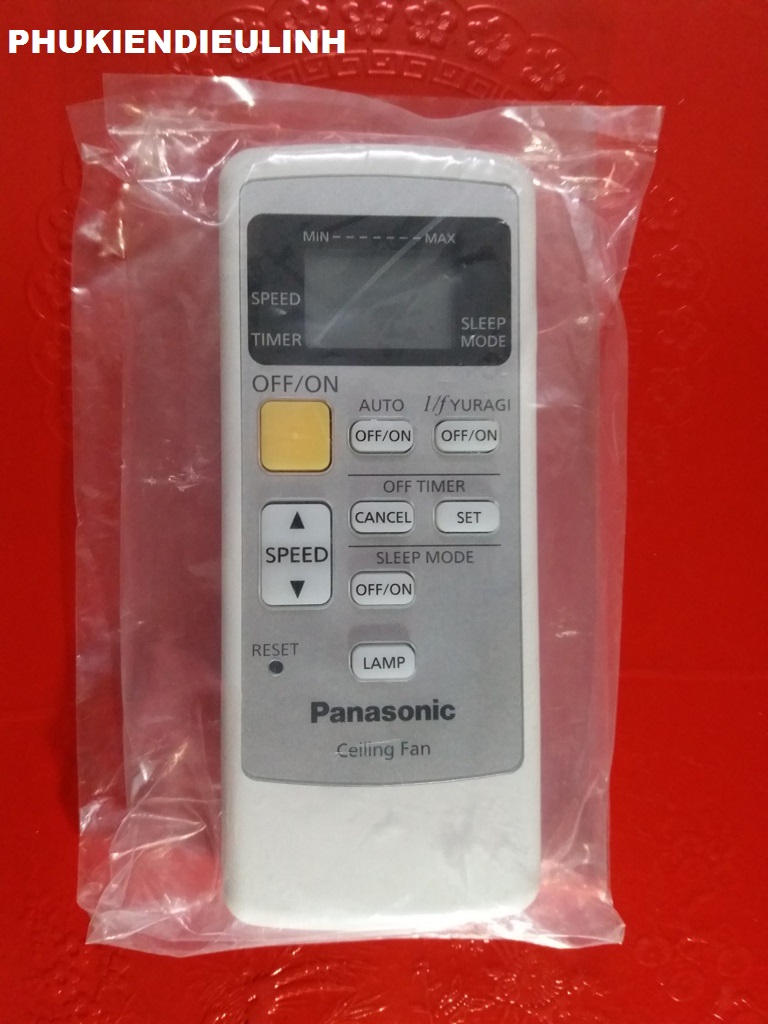 PHUKIENDIEULINH
MIN - - - - - - - MAX
SPEED
TIMER
SLEEP
MODE
OFF/ON
AUTO
1/f YURAGI
OFF/ON
OFF/ON
OFF TIMER
CANCEL
SET
▲
SPEED
▼
SLEEP MODE
OFF/ON
RESET
LAMP
Panasonic
Ceiling Fan